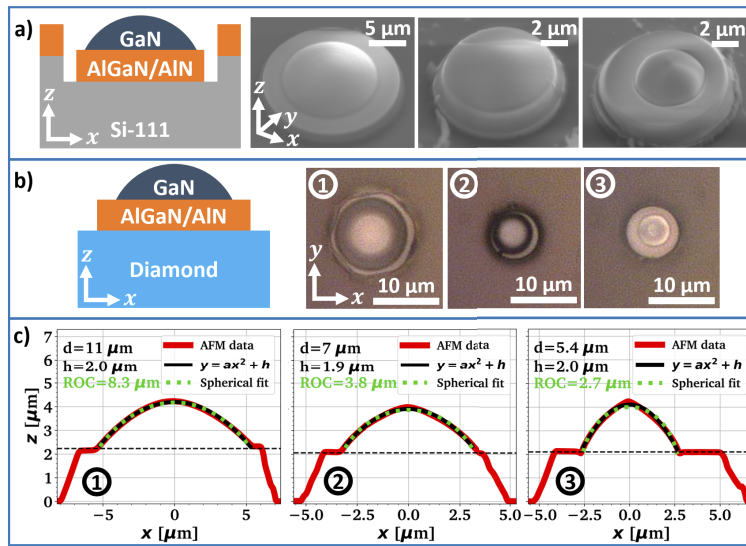 a)
GaN
AlGaN/AlN
Si-111
z
x
5 μm
z
y
x
2 μm
2 μm
b)
GaN
AlGaN/AlN
Diamond
z
x
1
y
x
10 μm
2
10 μm
3
10 μm
c)
z [μm]
7
6
5
4
3
2
1
0
d=11 μm
h=2.0 μm
ROC=8.3 μm
AFM data
y = ax² + h
Spherical fit
1
−5 0 5
x [μm]
d=7 μm
h=1.9 μm
ROC=3.8 μm
AFM data
y = ax² + h
Spherical fit
2
−5.0 −2.5 0.0 2.5 5.0
x [μm]
d=5.4 μm
h=2.0 μm
ROC=2.7 μm
AFM data
y = ax² + h
Spherical fit
3
−5.0 −2.5 0.0 2.5 5.0
x [μm]